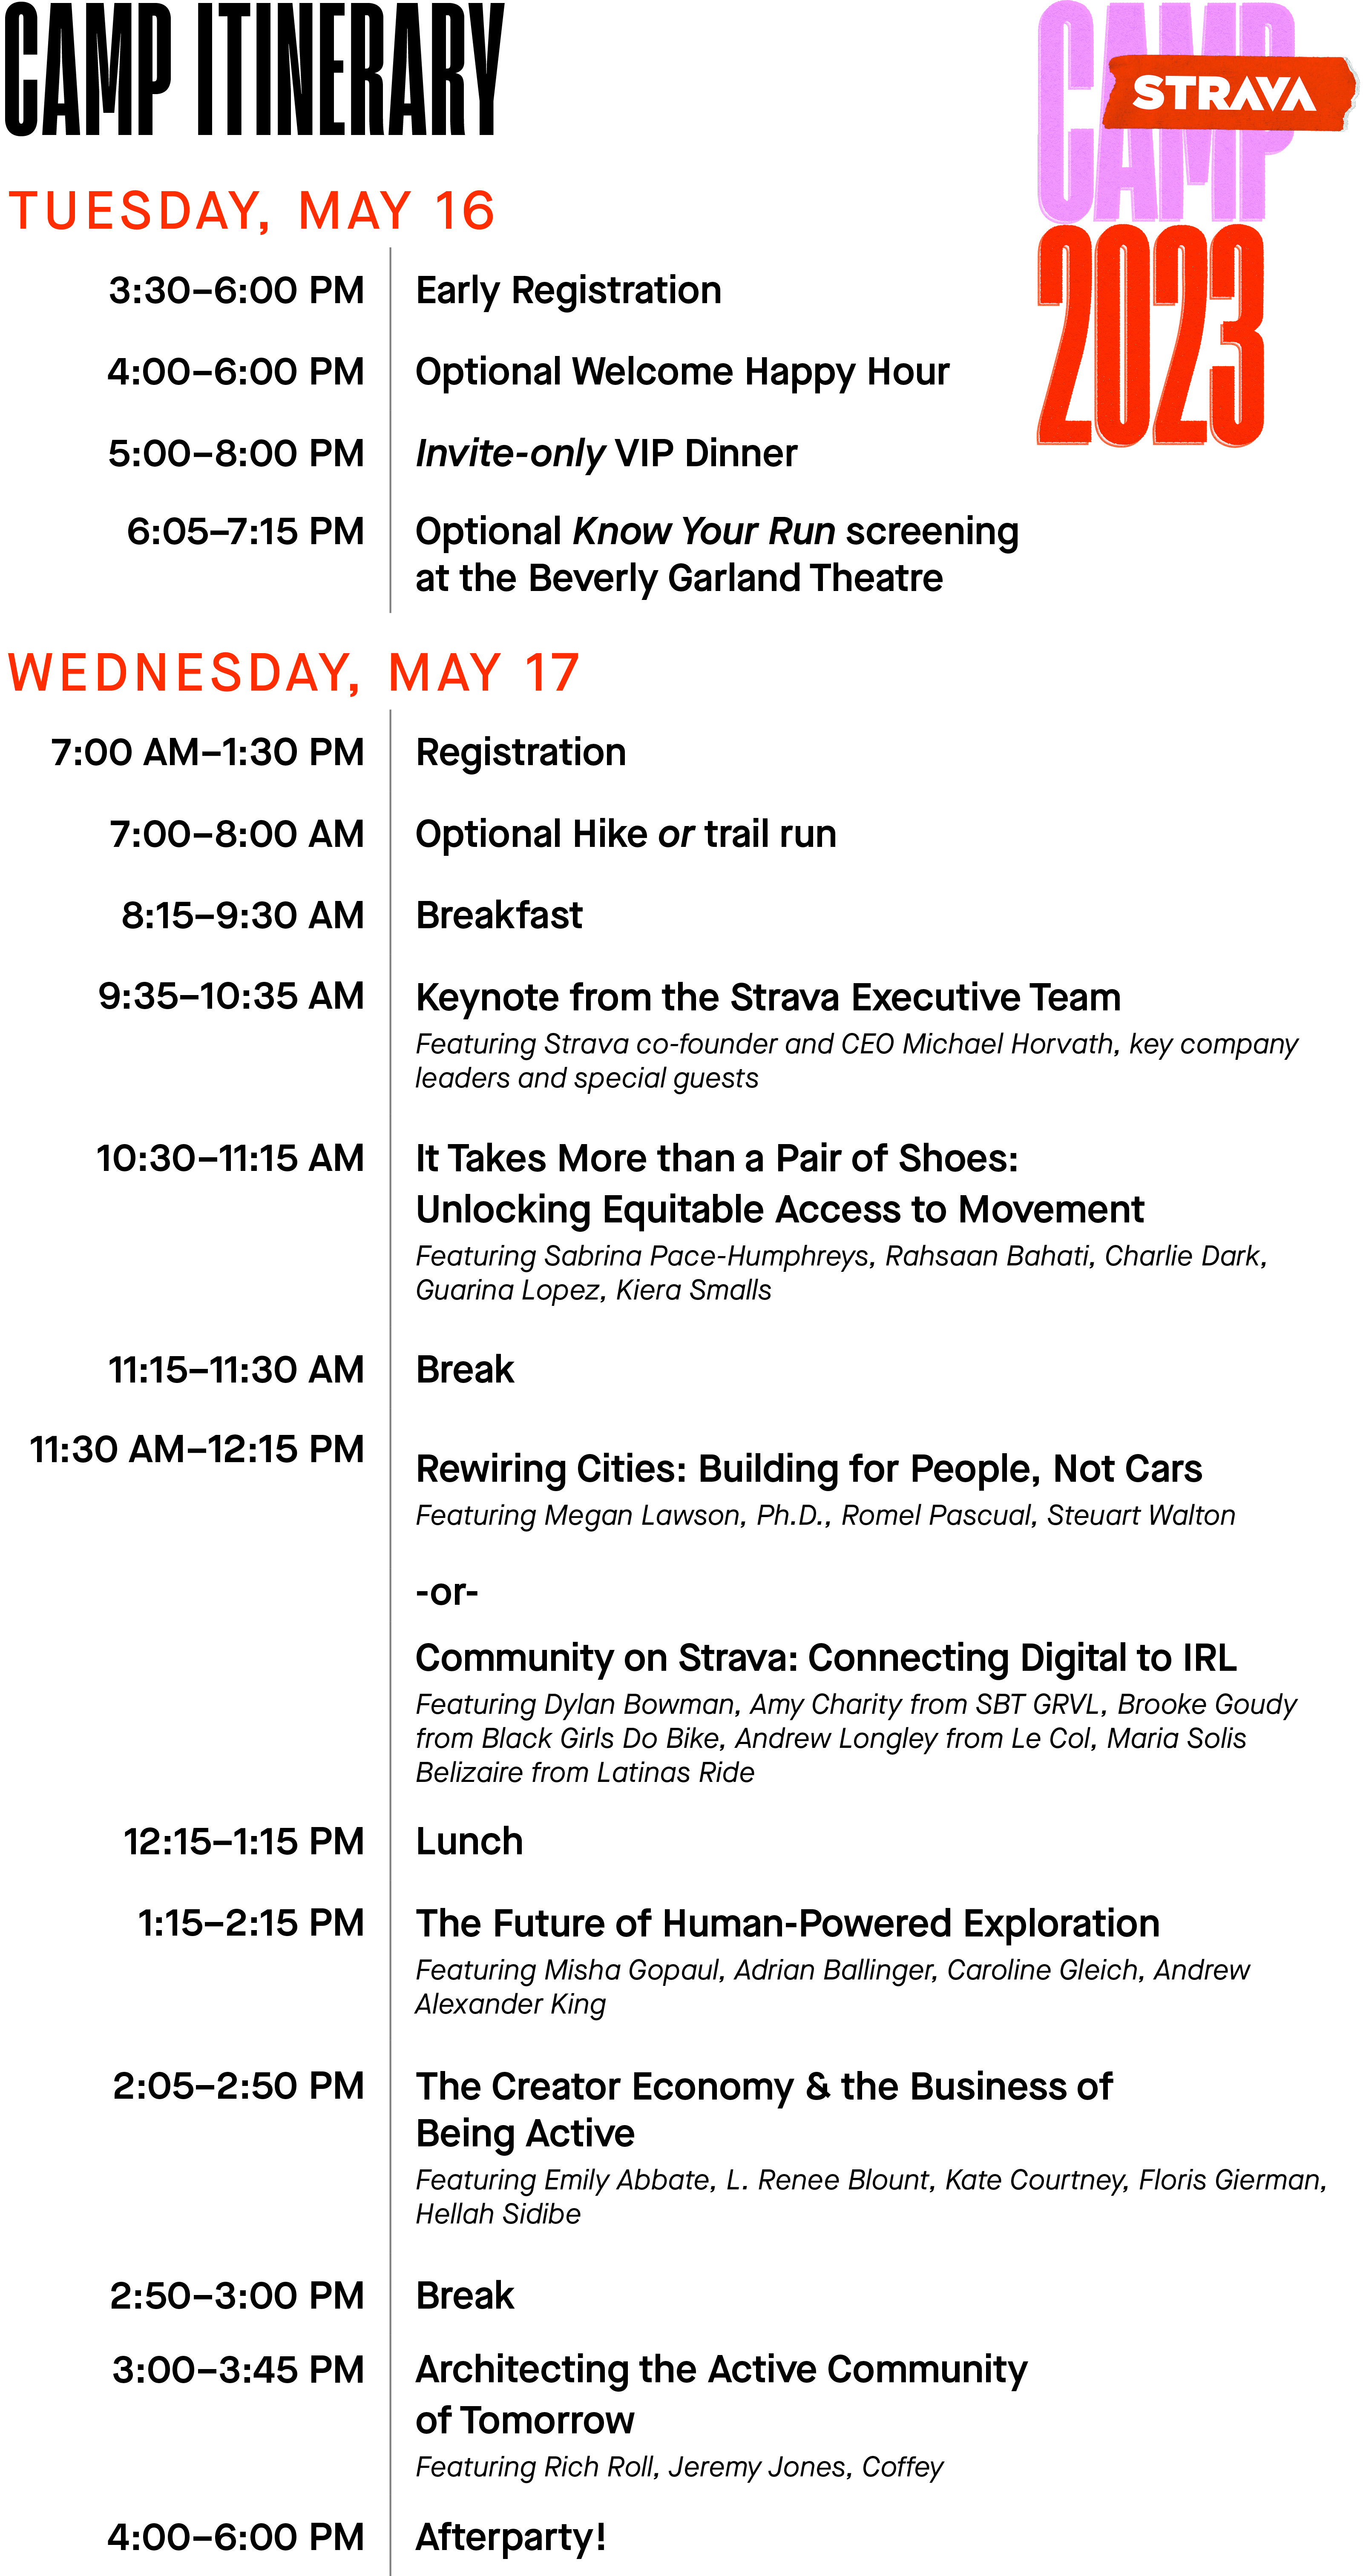 CAMP ITINERARY
CAMP
STRAVA
2023
TUESDAY, MAY 16
3:30–6:00 PM Early Registration
4:00–6:00 PM Optional Welcome Happy Hour
5:00–8:00 PM Invite-only VIP Dinner
6:05–7:15 PM Optional Know Your Run screening
at the Beverly Garland Theatre
WEDNESDAY, MAY 17
7:00 AM–1:30 PM Registration
7:00–8:00 AM Optional Hike or trail run
8:15–9:30 AM Breakfast
9:35–10:35 AM Keynote from the Strava Executive Team
Featuring Strava co-founder and CEO Michael Horvath, key company
leaders and special guests
10:30–11:15 AM It Takes More than a Pair of Shoes:
Unlocking Equitable Access to Movement
Featuring Sabrina Pace-Humphreys, Rahsaan Bahati, Charlie Dark,
Guarina Lopez, Kiera Smalls
11:15–11:30 AM Break
11:30 AM–12:15 PM Rewiring Cities: Building for People, Not Cars
Featuring Megan Lawson, Ph.D., Romel Pascual, Steuart Walton
-or-
Community on Strava: Connecting Digital to IRL
Featuring Dylan Bowman, Amy Charity from SBT GRVL, Brooke Goudy
from Black Girls Do Bike, Andrew Longley from Le Col, Maria Solis
Belizaire from Latinas Ride
12:15–1:15 PM Lunch
1:15–2:15 PM The Future of Human-Powered Exploration
Featuring Misha Gopaul, Adrian Ballinger, Caroline Gleich, Andrew
Alexander King
2:05–2:50 PM The Creator Economy & the Business of
Being Active
Featuring Emily Abbate, L. Renee Blount, Kate Courtney, Floris Gierman,
Hellah Sidibe
2:50–3:00 PM Break
3:00–3:45 PM Architecting the Active Community
of Tomorrow
Featuring Rich Roll, Jeremy Jones, Coffey
4:00–6:00 PM Afterparty!